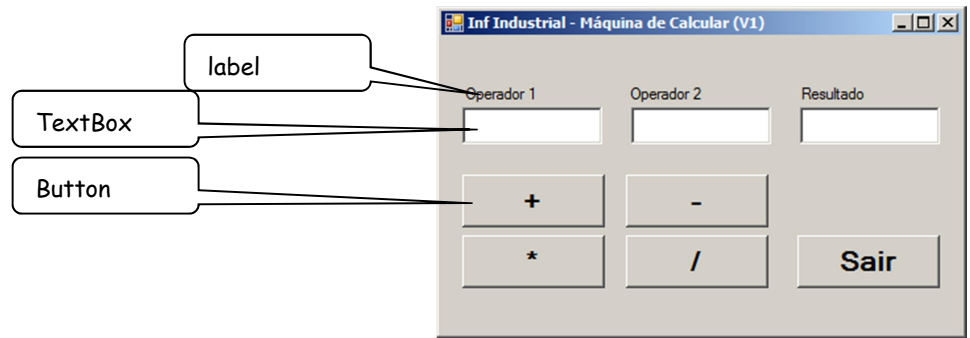 Inf Industrial - Máquina de Calcular (V1)
label
Operador 1
Operador 2
Resultado
TextBox
Button
+
-
*
/
Sair